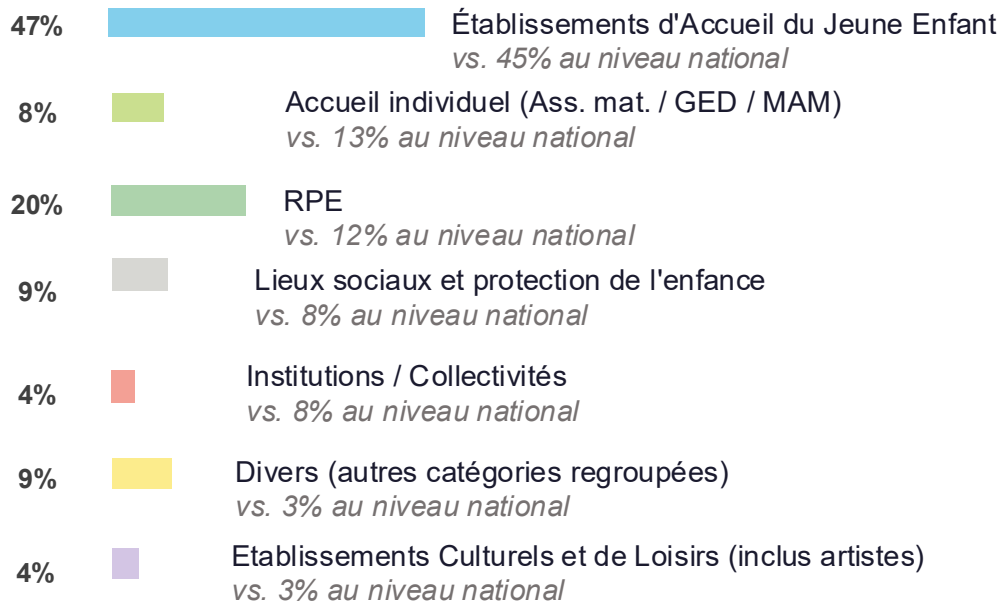 47% Établissements d'Accueil du Jeune Enfant
vs. 45% au niveau national
8% Accueil individuel (Ass. mat. / GED / MAM)
vs. 13% au niveau national
20% RPE
vs. 12% au niveau national
9% Lieux sociaux et protection de l'enfance
vs. 8% au niveau national
4% Institutions / Collectivités
vs. 8% au niveau national
9% Divers (autres catégories regroupées)
vs. 3% au niveau national
4% Etablissements Culturels et de Loisirs (inclus artistes)
vs. 3% au niveau national